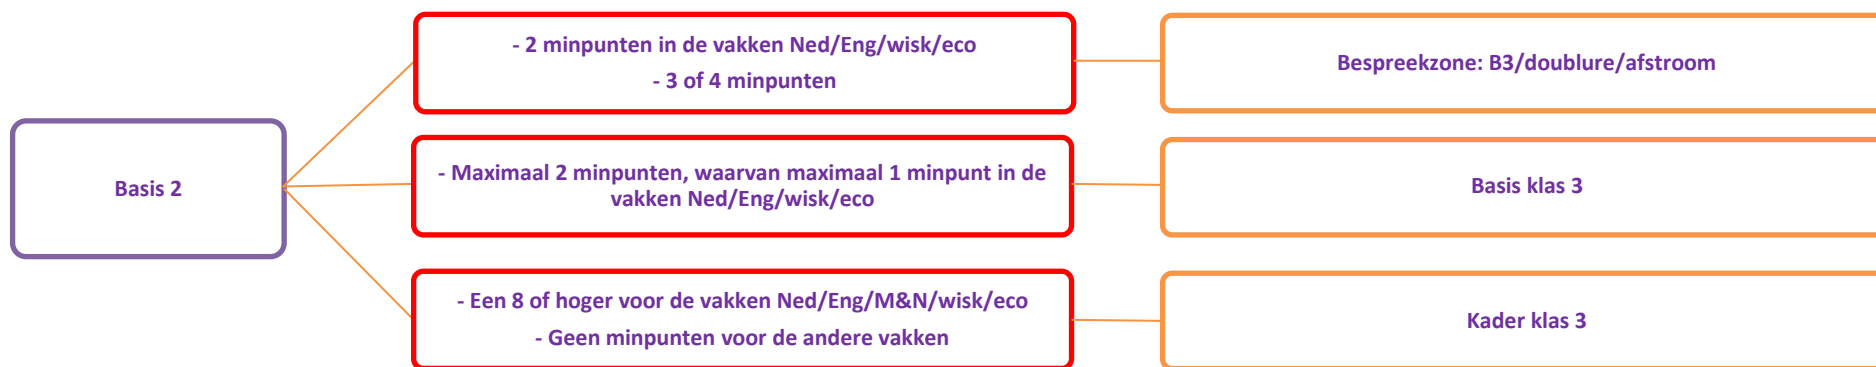 Basis 2
- 2 minpunten in de vakken Ned/Eng/wisk/eco
- 3 of 4 minpunten
Bespreekzone: B3/doublure/afstroom
- Maximaal 2 minpunten, waarvan maximaal 1 minpunt in de
vakken Ned/Eng/wisk/eco
Basis klas 3
- Een 8 of hoger voor de vakken Ned/Eng/M&N/wisk/eco
- Geen minpunten voor de andere vakken
Kader klas 3